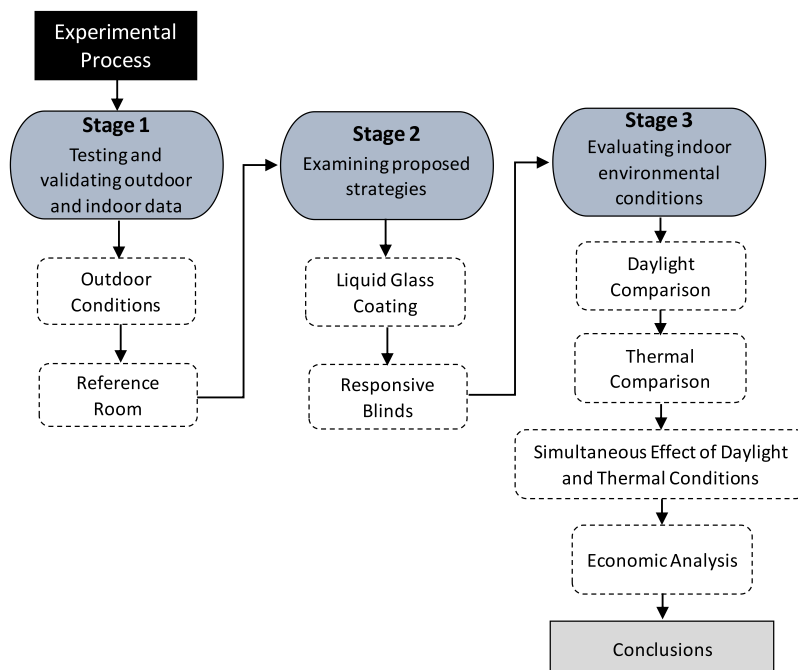 Experimental
Process
Stage 1
Testing and
validating outdoor
and indoor data
Outdoor
Conditions
Reference
Room
Stage 2
Examining proposed
strategies
Liquid Glass
Coating
Responsive
Blinds
Stage 3
Evaluating indoor
environmental
conditions
Daylight
Comparison
Thermal
Comparison
Simultaneous Effect of Daylight
and Thermal Conditions
Economic Analysis
Conclusions